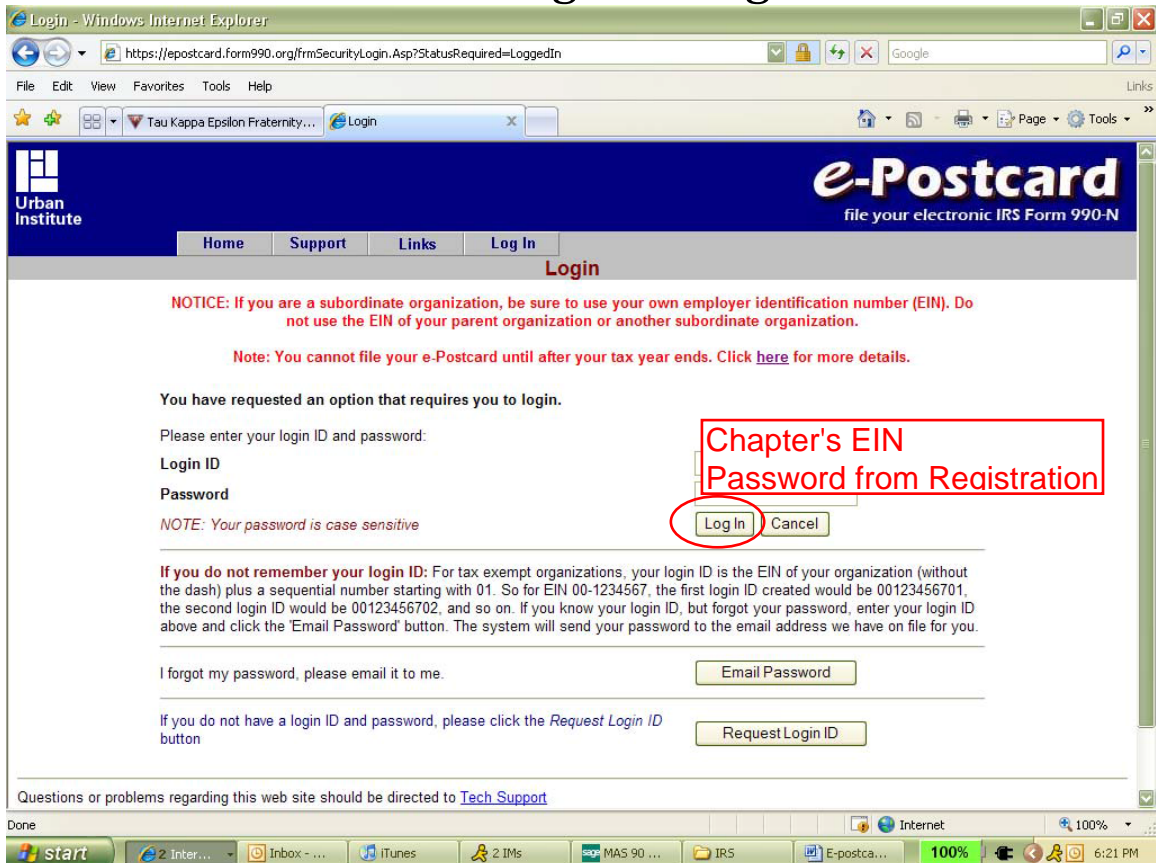 Login - Windows Internet Explorer
https://epostcard.form990.org/frmSecurityLogin.Asp?StatusRequired=LoggedIn
Google
File Edit View Favorites Tools Help
Links
Tau Kappa Epsilon Fraternity... Login
Page Tools
Urban
Institute
e-Postcard
file your electronic IRS Form 990-N
Home Support Links Log In
Login
NOTICE: If you are a subordinate organization, be sure to use your own employer identification number (EIN). Do
not use the EIN of your parent organization or another subordinate organization.
Note: You cannot file your e-Postcard until after your tax year ends. Click here for more details.
You have requested an option that requires you to login.
Please enter your login ID and password:
Chapter's EIN
Login ID
Password from Registration
Password
NOTE: Your password is case sensitive
Log In Cancel
If you do not remember your login ID: For tax exempt organizations, your login ID is the EIN of your organization (without
the dash) plus a sequential number starting with 01. So for EIN 00-1234567, the first login ID created would be 00123456701,
the second login ID would be 00123456702, and so on. If you know your login ID, but forgot your password, enter your login ID
above and click the 'Email Password' button. The system will send your password to the email address we have on file for you.
I forgot my password, please email it to me.
Email Password
If you do not have a login ID and password, please click the Request Login ID
button
Request Login ID
Questions or problems regarding this web site should be directed to Tech Support
Done
Internet
100%
start
2 Inter...
Inbox - ...
iTunes
2 IMs
MAS 90 ...
IRS
E-postca...
100%
6:21 PM